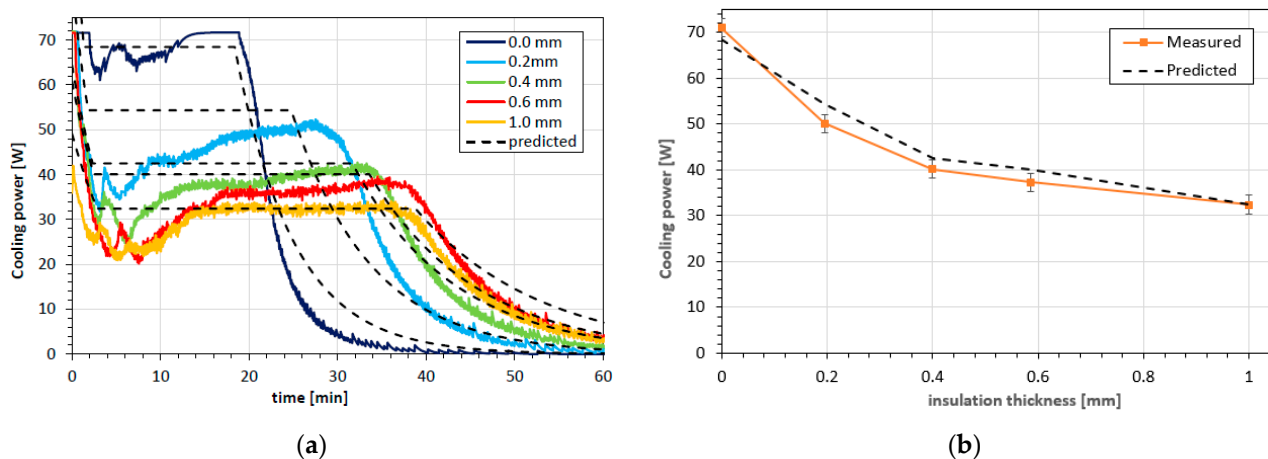 Cooling power [W]
70
60
50
40
30
20
10
0
0 10 20 30 40 50 60
time [min]
0.0 mm
0.2mm
0.4 mm
0.6 mm
1.0 mm
predicted
(a)
Cooling power [W]
70
60
50
40
30
20
10
0
0 0.2 0.4 0.6 0.8 1
insulation thickness [mm]
Measured
Predicted
(b)